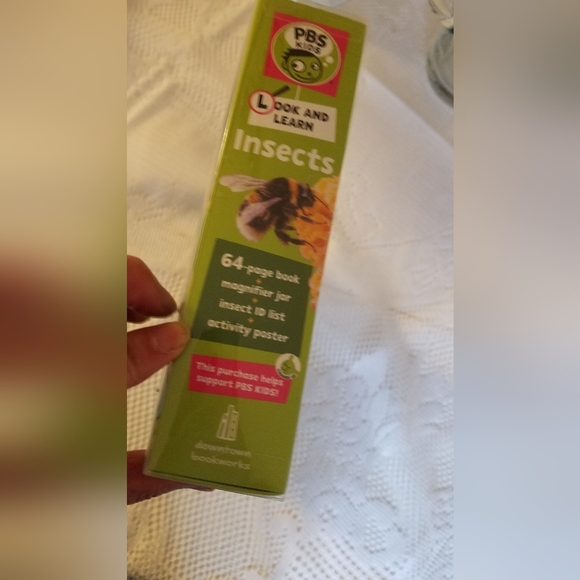 PBS
KIDS
LOOK AND
LEARN
Insects
64-page book
+
magnifier jar
+
insect ID list
+
activity poster
This purchase helps
support PBS KIDS!
downtown
bookworks